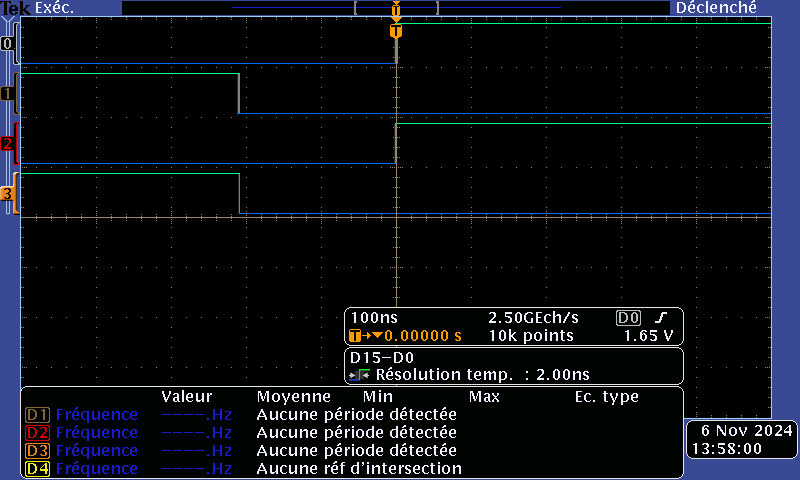 Tek Exéc. Déclenché
T
T
0
1
2
3
100ns 2.50GEch/s D0
T→▼0.00000 s 10k points 1.65 V
D15-D0
Résolution temp. : 2.00ns
Valeur Moyenne Min Max Ec. type
D1 Fréquence ----.Hz Aucune période détectée
D2 Fréquence ----.Hz Aucune période détectée
D3 Fréquence ----.Hz Aucune période détectée
D4 Fréquence ----.Hz Aucune réf d'intersection
6 Nov 2024
13:58:00